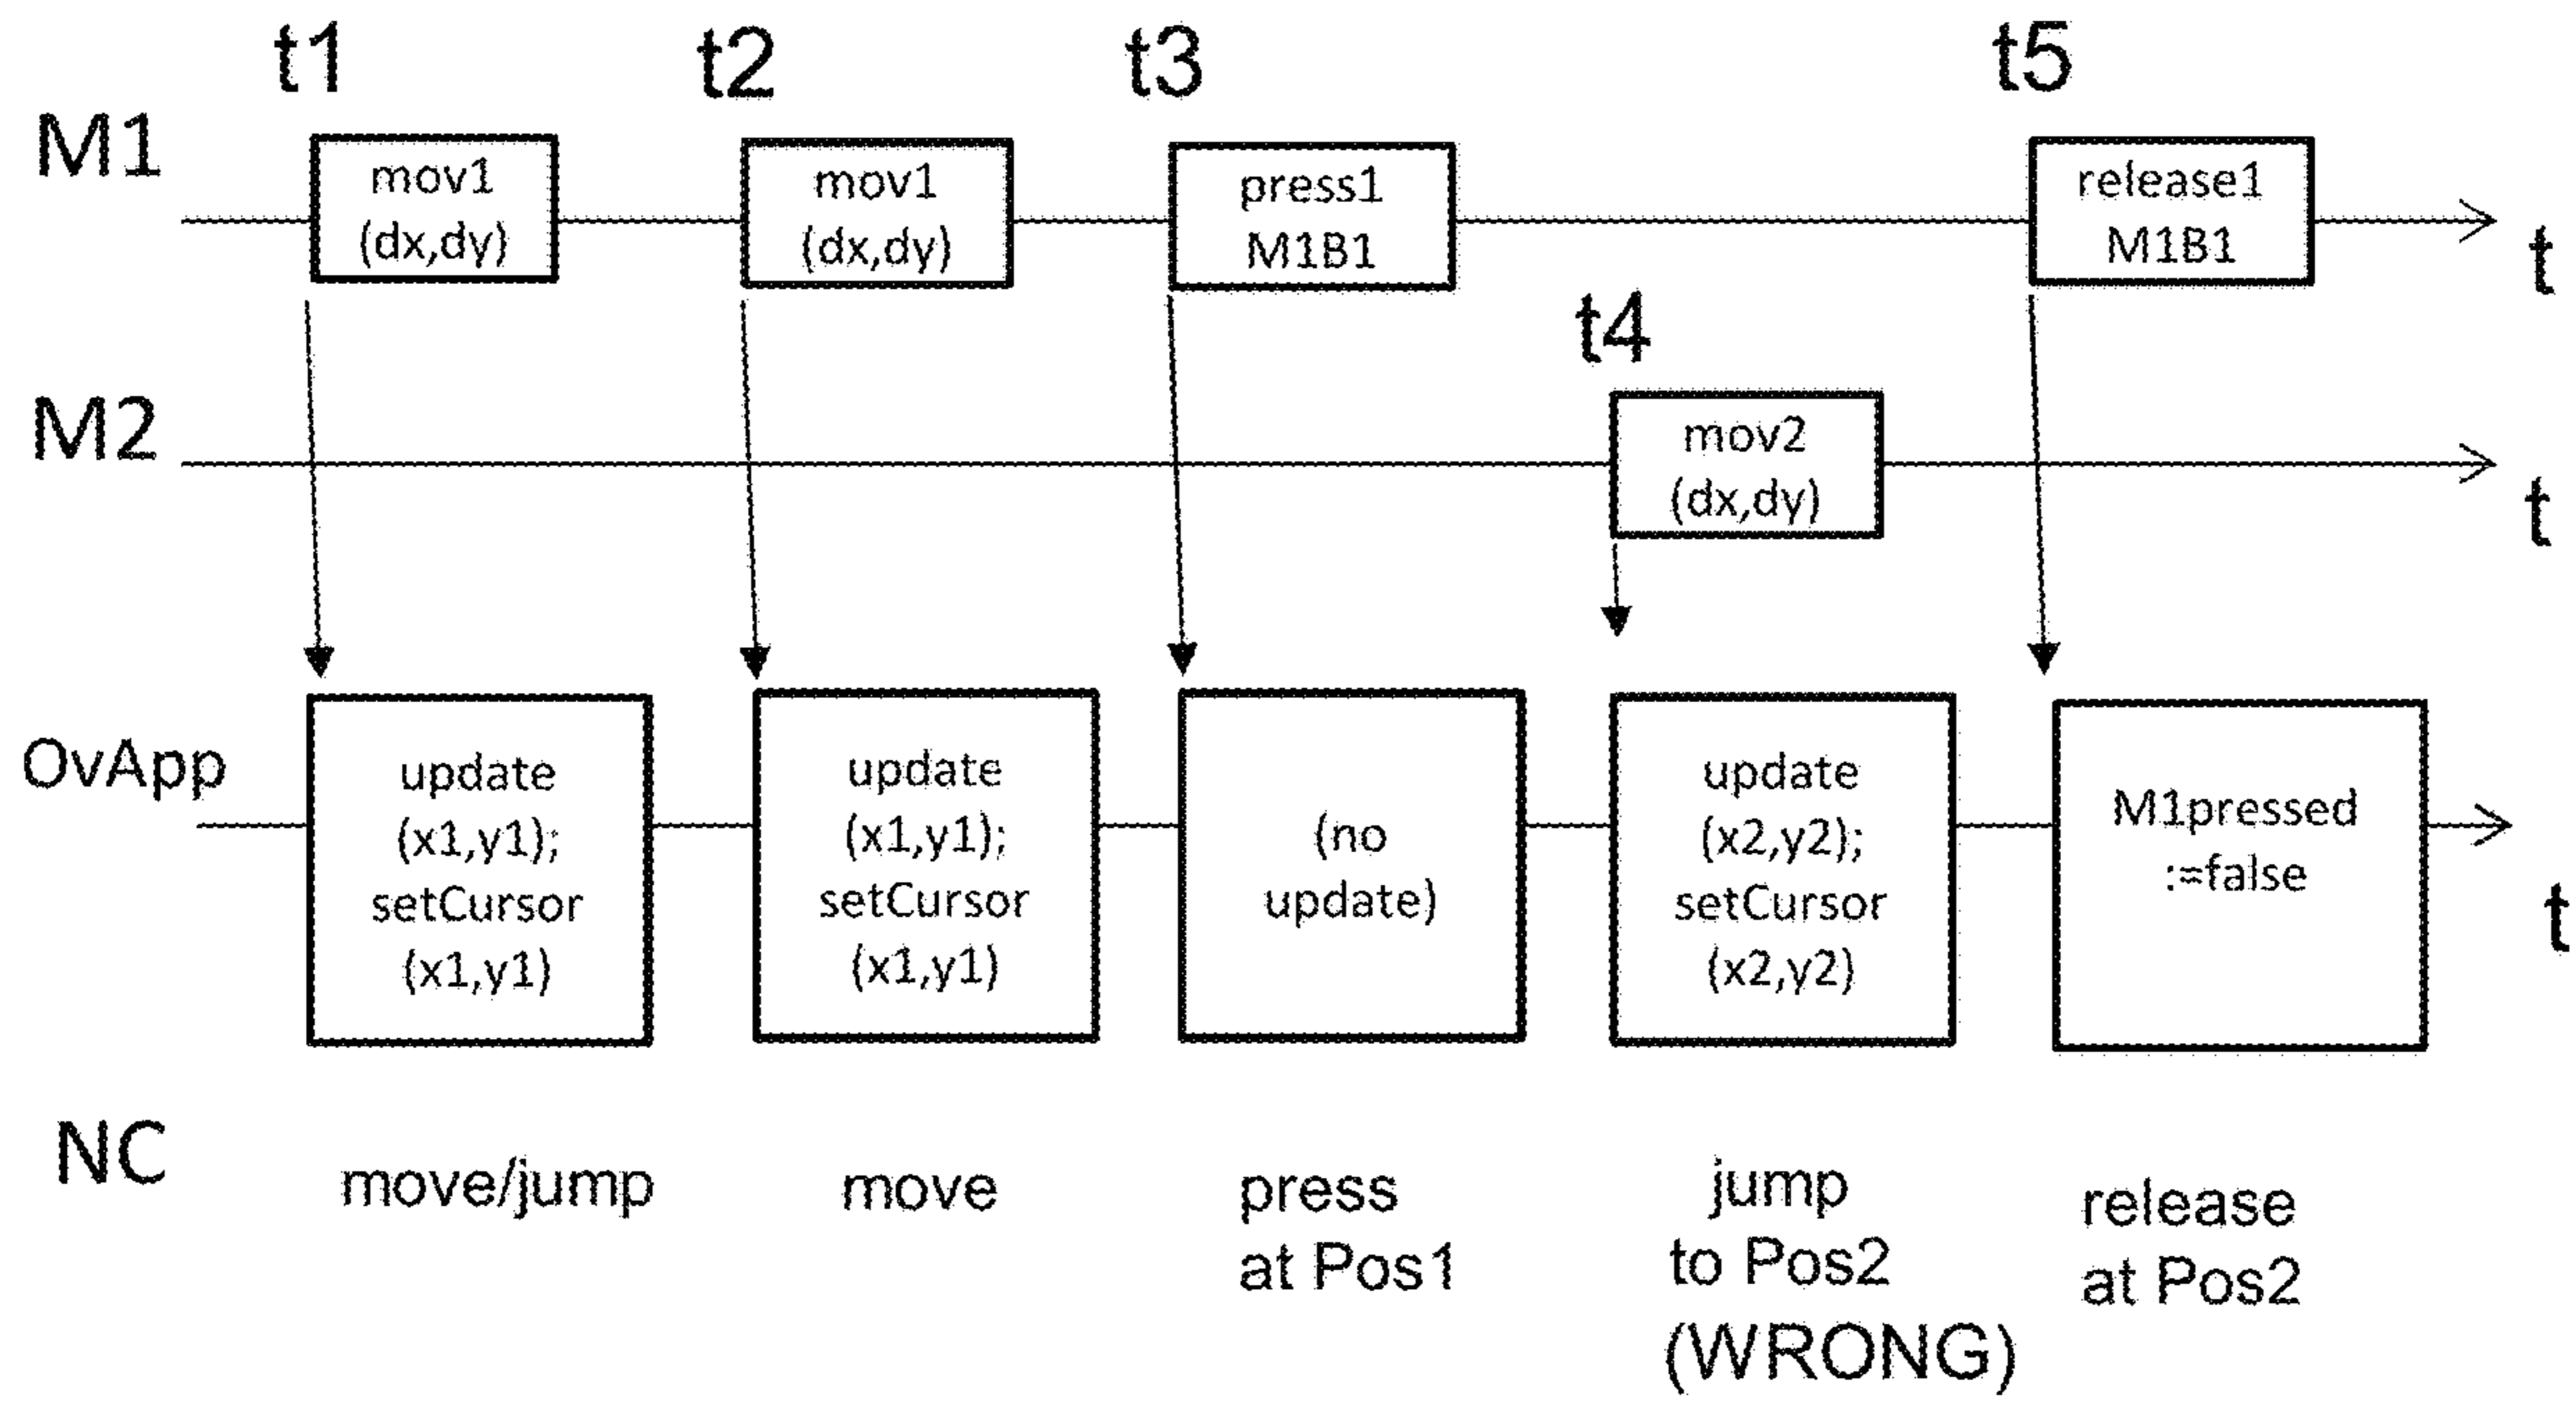 t1
t2
t3
t5
M1
mov1
(dx,dy)
mov1
(dx,dy)
press1
M1B1
release1
M1B1
t
t4
M2
mov2
(dx,dy)
t
OvApp
update
(x1,y1);
setCursor
(x1,y1)
update
(x1,y1);
setCursor
(x1,y1)
(no
update)
update
(x2,y2);
setCursor
(x2,y2)
M1pressed
:=false
t
NC
move/jump
move
press
at Pos1
jump
to Pos2
(WRONG)
release
at Pos2